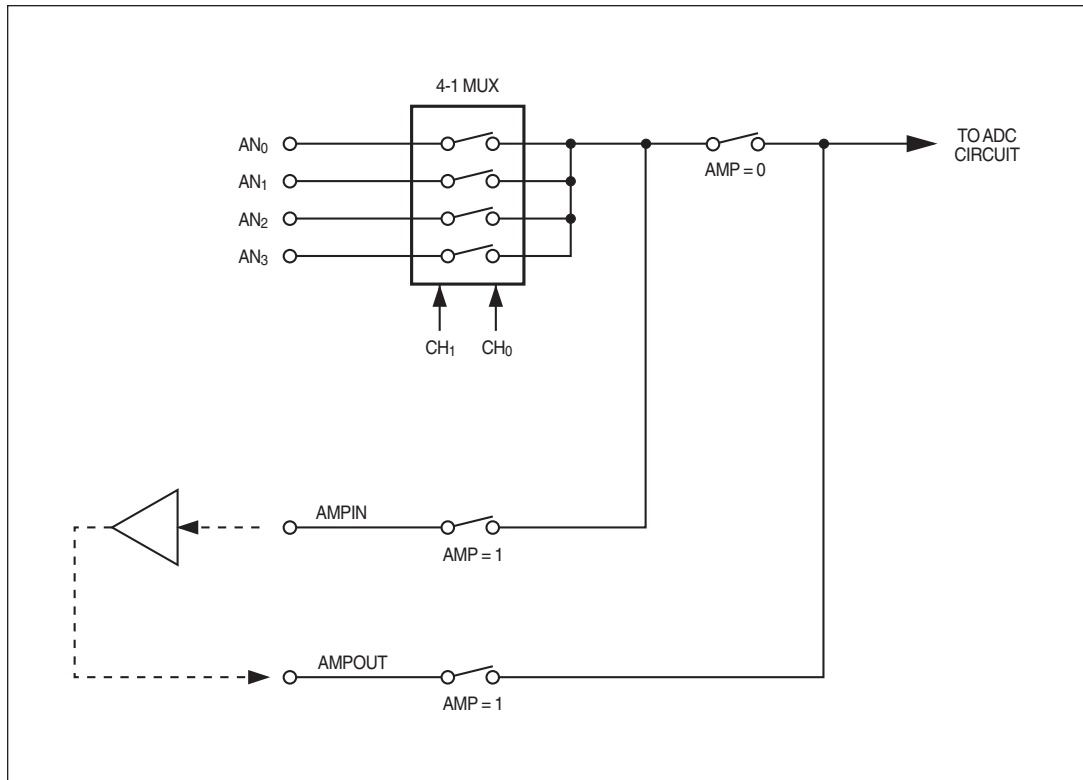 4-1 MUX
AN0
AN1
AN2
AN3
AMP = 0
TO ADC
CIRCUIT
CH1
CH0
AMPIN
AMP = 1
AMPOUT
AMP = 1